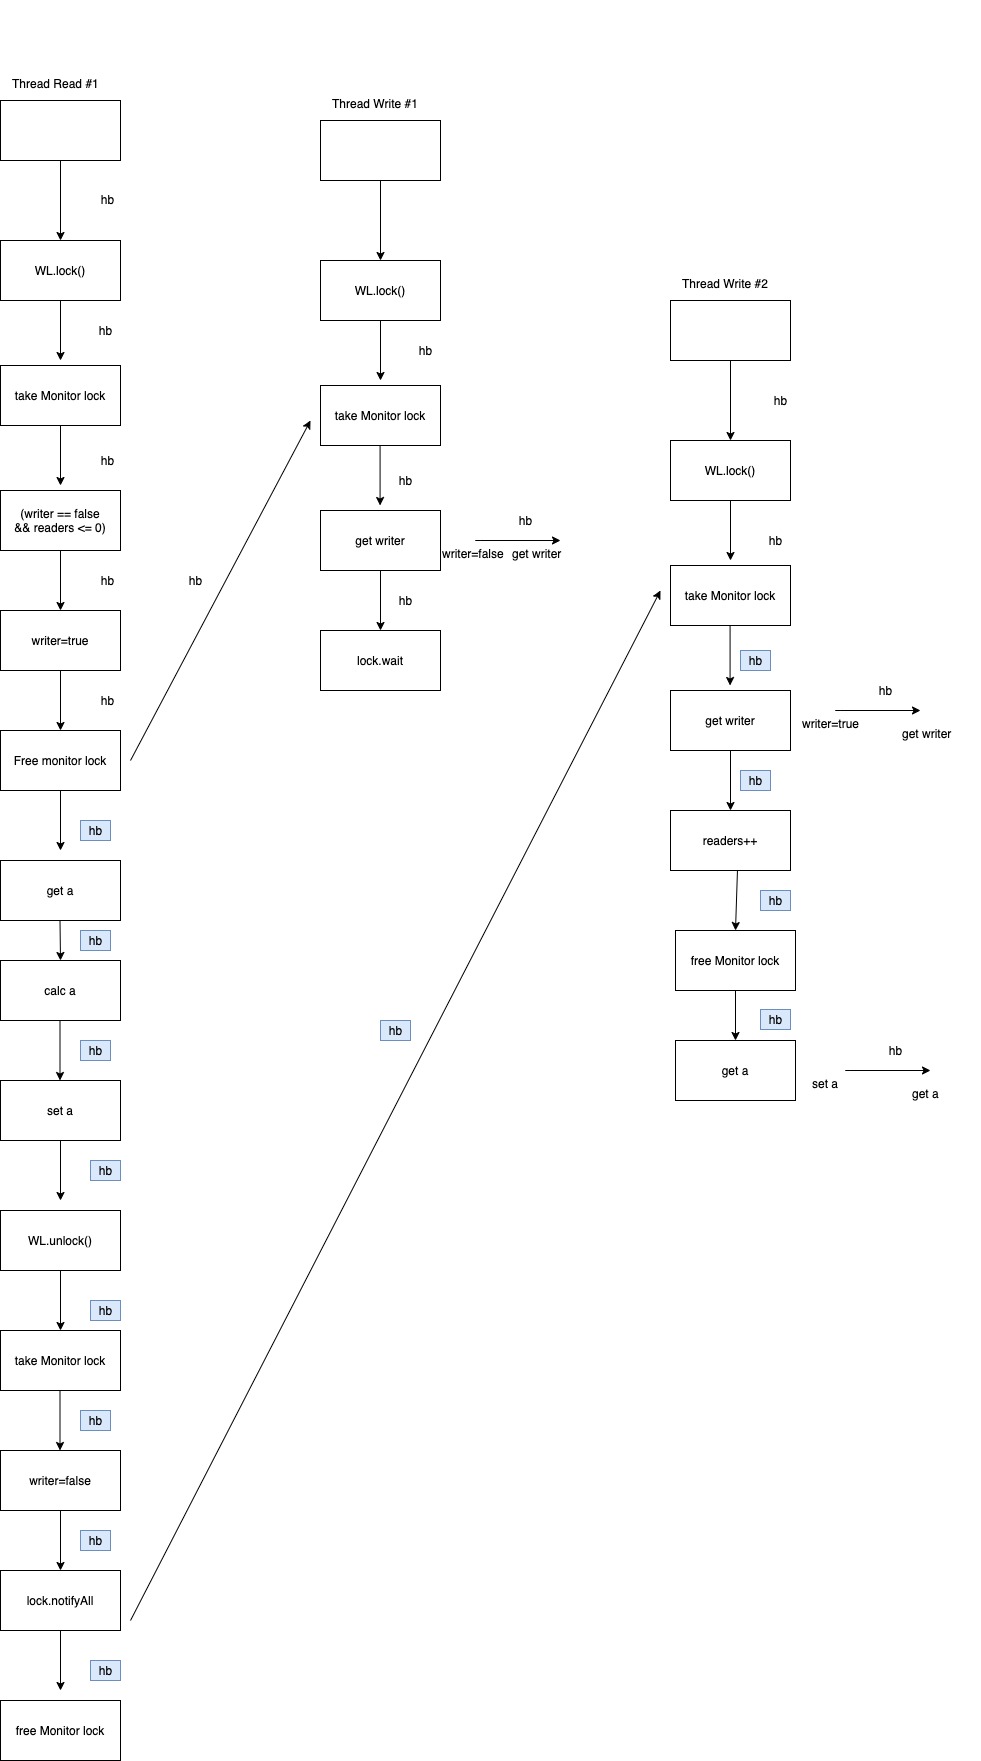 Thread Read #1
hb
WL.lock()
hb
take Monitor lock
hb
(writer == false
&& readers <= 0)
hb
writer=true
hb
Free monitor lock
hb
get a
hb
calc a
hb
set a
hb
WL.unlock()
hb
take Monitor lock
hb
writer=false
hb
lock.notifyAll
hb
free Monitor lock
hb
hb
Thread Write #1
WL.lock()
hb
take Monitor lock
hb
get writer
hb
writer=false get writer
hb
lock.wait
Thread Write #2
hb
WL.lock()
hb
take Monitor lock
hb
get writer
hb
writer=true
get writer
hb
readers++
hb
free Monitor lock
hb
get a
hb
set a
get a